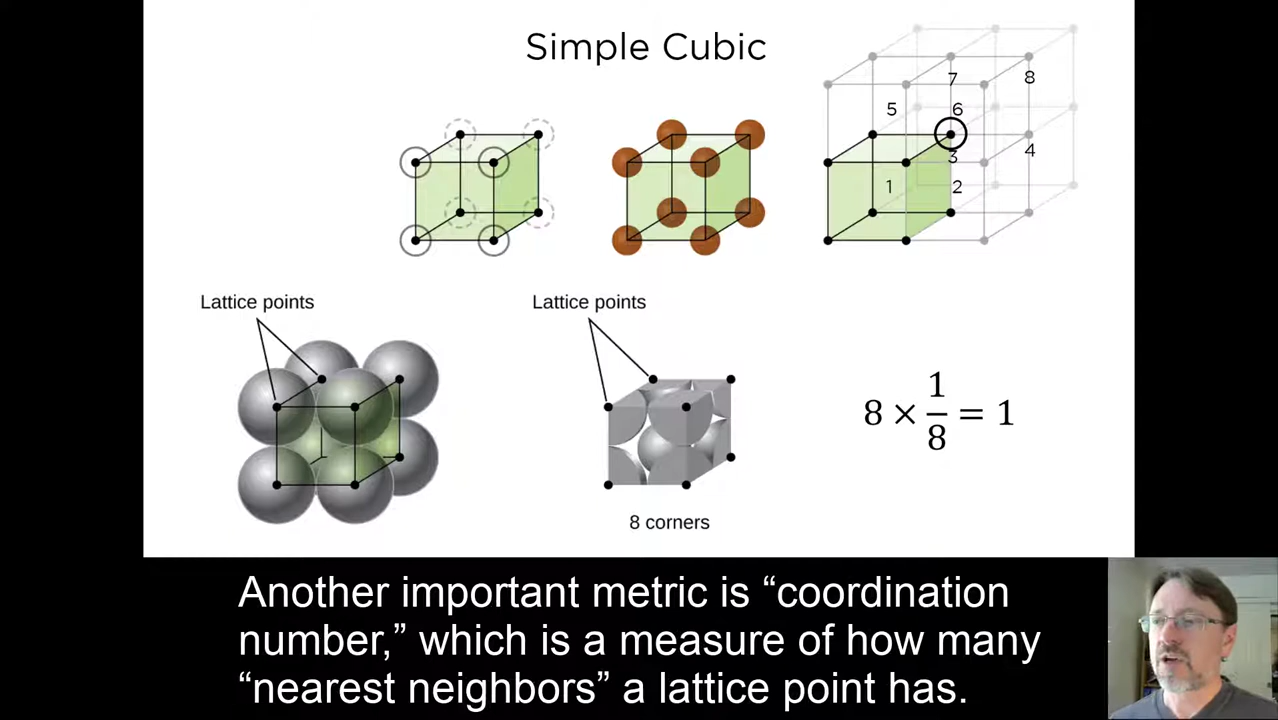 Simple Cubic
7 8
5 6
3 4
1 2
Lattice points
Lattice points
8 × 1/8 = 1
8 corners
Another important metric is “coordination
number,” which is a measure of how many
“nearest neighbors” a lattice point has.